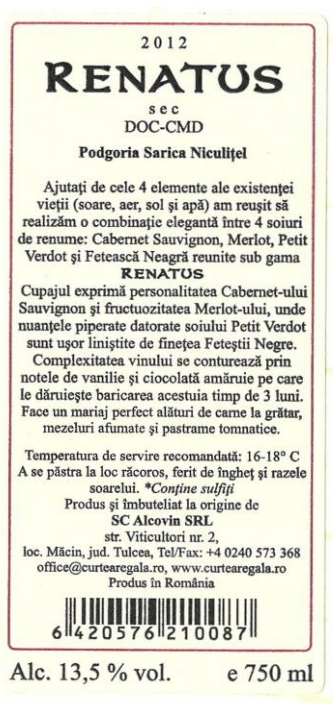 2012
RENATUS
sec
DOC-CMD
Podgoria Sarica Niculițel
Ajutați de cele 4 elemente ale existenței
vieții (soare, aer, sol și apă) am reușit să
realizăm o combinație elegantă între 4 soiuri
de renume: Cabernet Sauvignon, Merlot, Petit
Verdot și Fetească Neagră reunite sub gama
RENATUS
Cupajul exprimă personalitatea Cabernet-ului
Sauvignon și fructuozitatea Merlot-ului, unde
nuanțele piperate datorate soiului Petit Verdot
sunt ușor liniștite de finețea Feteștii Negre.
Complexitatea vinului se conturează prin
notele de vanilie și ciocolată amăruie pe care
le dăruiește baricarea acestuia timp de 3 luni.
Face un mariaj perfect alături de carne la grătar,
mezeluri afumate și pastrame tomnatice.
Temperatura de servire recomandată: 16-18° C
A se păstra la loc răcoros, ferit de îngheț și razele
soarelui. *Conține sulfiți
Produs și îmbuteliat la origine de
SC Alcovin SRL
str. Viticultori nr. 2,
loc. Măcin, jud. Tulcea, Tel/Fax: +4 0240 573 368
office@curtearegala.ro, www.curtearegala.ro
Produs în România
6 420576 210087
Alc. 13,5 % vol. e 750 ml